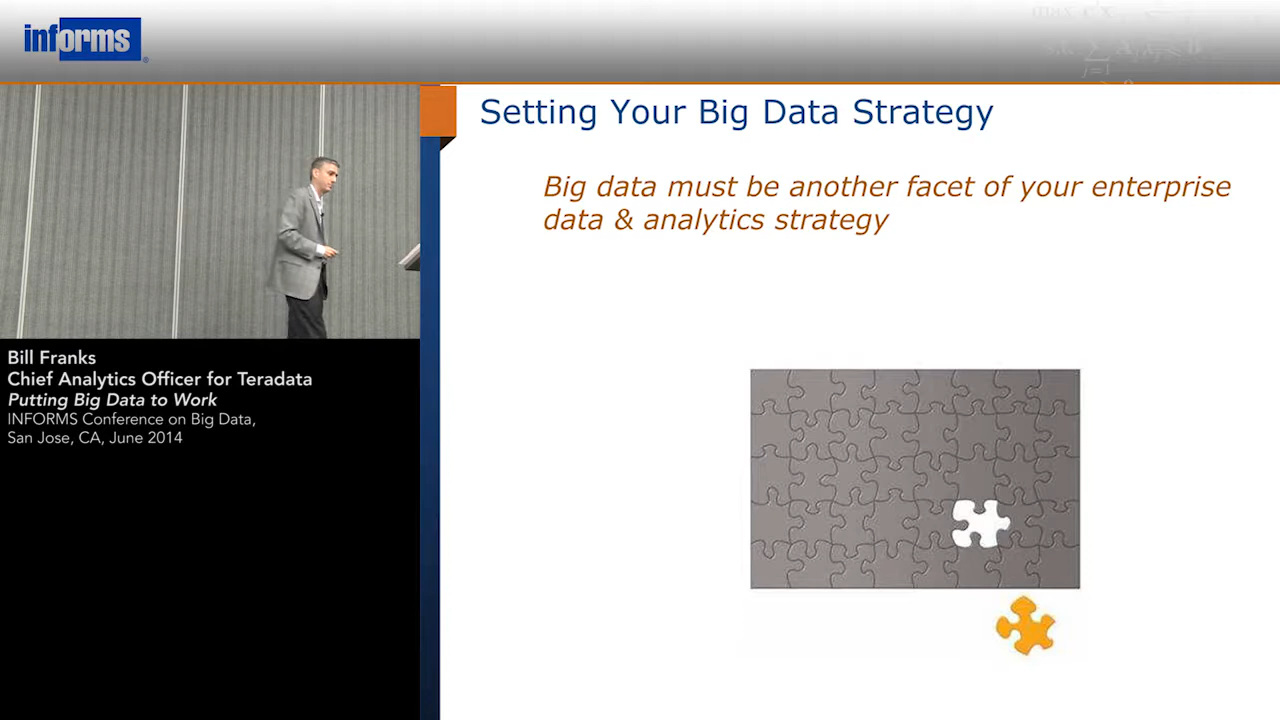 informs
Setting Your Big Data Strategy
Big data must be another facet of your enterprise
data & analytics strategy
Bill Franks
Chief Analytics Officer for Teradata
Putting Big Data to Work
INFORMS Conference on Big Data,
San Jose, CA, June 2014